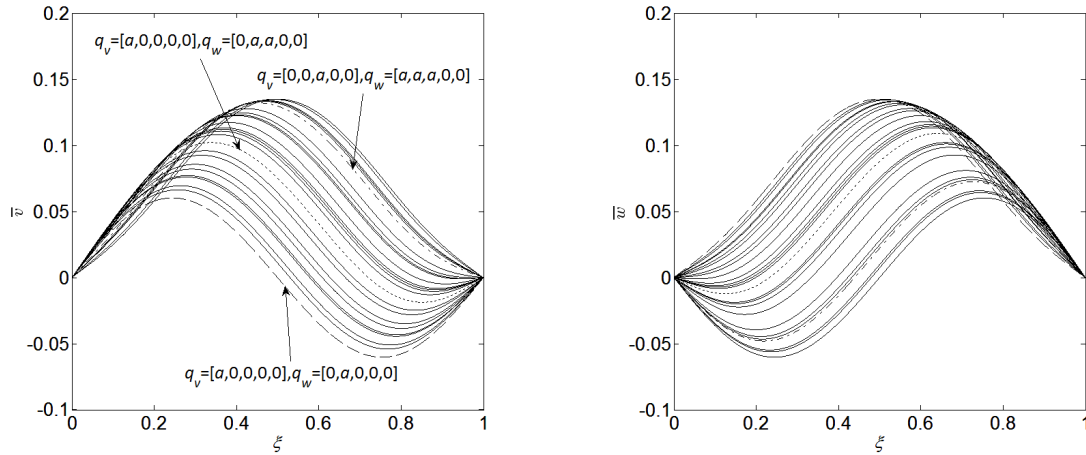 0.2
0.15
0.1
0.05
0
-0.05
-0.1
v̅
q_v=[a,0,0,0,0],q_w=[0,a,a,0,0]
q_v=[0,0,a,0,0],q_w=[a,a,a,0,0]
q_v=[a,0,0,0,0],q_w=[0,a,0,0,0]
0 0.2 0.4 0.6 0.8 1
ξ
0.2
0.15
0.1
0.05
0
-0.05
-0.1
w̅
0 0.2 0.4 0.6 0.8 1
ξ